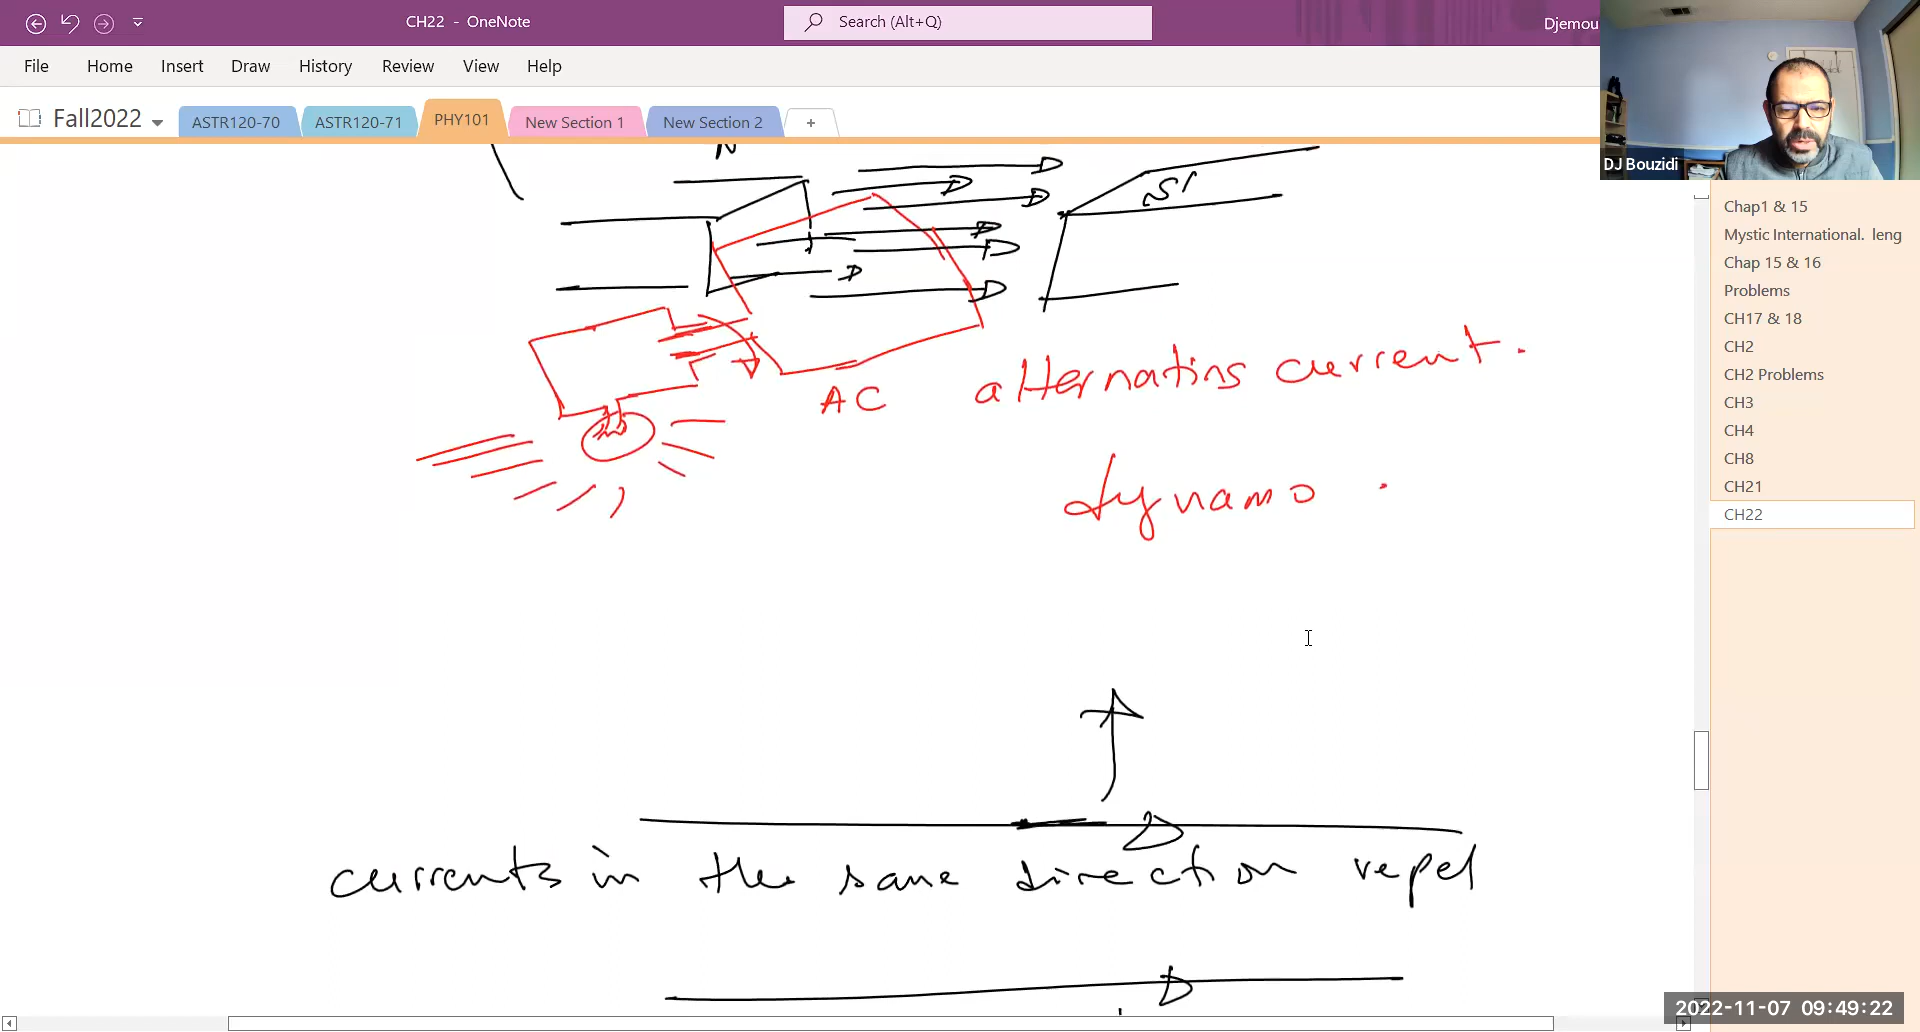 CH22 - OneNote
Search (Alt+Q)
Djemou
File Home Insert Draw History Review View Help
Fall2022
ASTR120-70
ASTR120-71
PHY101
New Section 1
New Section 2
+
DJ Bouzidi
N
S
AC alternating current.
dynamo .
currents in the same direction repel
Chap1 & 15
Mystic International. leng
Chap 15 & 16
Problems
CH17 & 18
CH2
CH2 Problems
CH3
CH4
CH8
CH21
CH22
2022-11-07 09:49:22